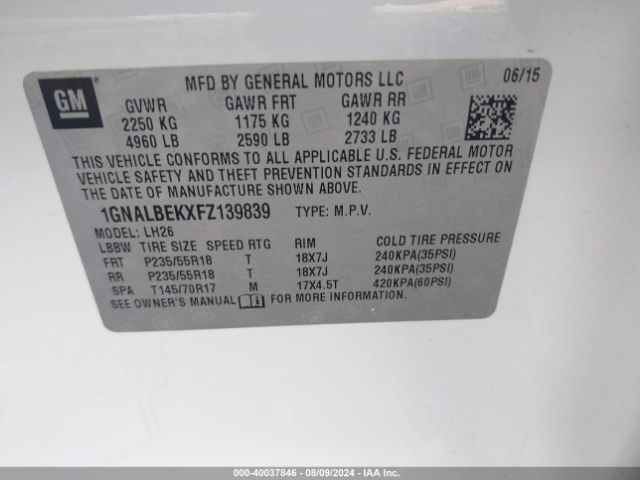 GM
MFD BY GENERAL MOTORS LLC 06/15
GVWR GAWR FRT GAWR RR
2250 KG 1175 KG 1240 KG
4960 LB 2590 LB 2733 LB
THIS VEHICLE CONFORMS TO ALL APPLICABLE U.S. FEDERAL MOTOR
VEHICLE SAFETY AND THEFT PREVENTION STANDARDS IN EFFECT ON
THE DATE OF MANUFACTURE SHOWN ABOVE.
1GNALBEKXFZ139839 TYPE: M.P.V.
MODEL: LH26
LBBW TIRE SIZE SPEED RTG RIM COLD TIRE PRESSURE
FRT P235/55R18 T 18X7J 240KPA(35PSI)
RR P235/55R18 T 18X7J 240KPA(35PSI)
SPA T145/70R17 M 17X4.5T 420KPA(60PSI)
SEE OWNER'S MANUAL FOR MORE INFORMATION.
000-40037846 - 08/09/2024 - IAA Inc.